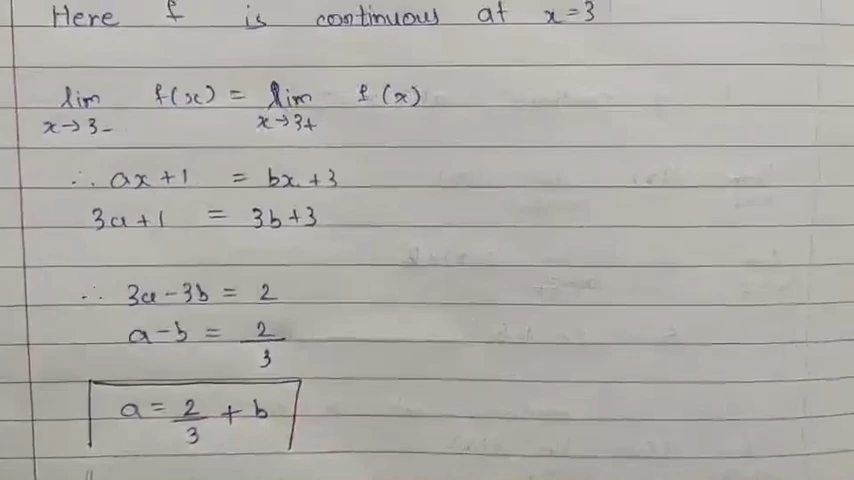 Here f is continuous at x=3
lim f(x) = lim f(x)
x→3- x→3+
∴ ax+1 = bx+3
3a+1 = 3b+3
∴ 3a-3b = 2
a-b = 2/3
a = 2/3 + b